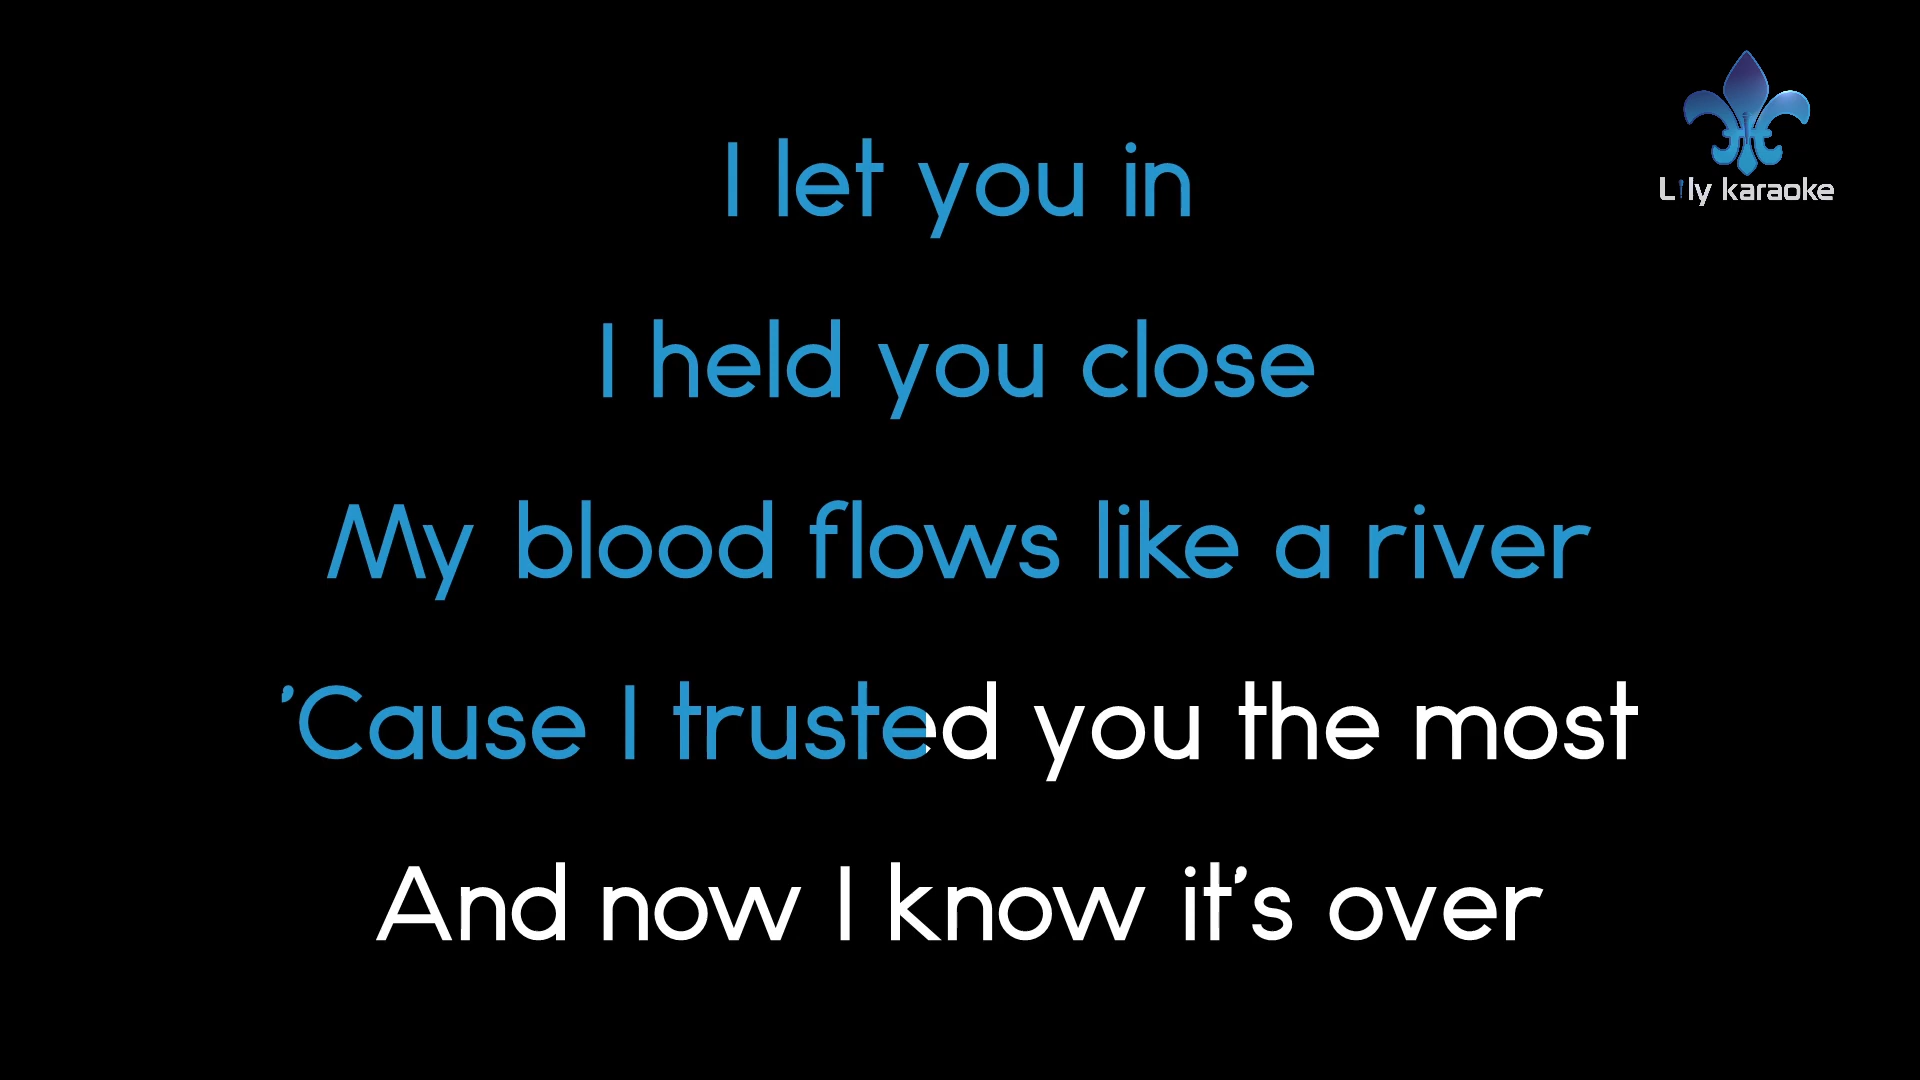 Lily karaoke
I let you in
I held you close
My blood flows like a river
’Cause I trusted you the most
And now I know it’s over